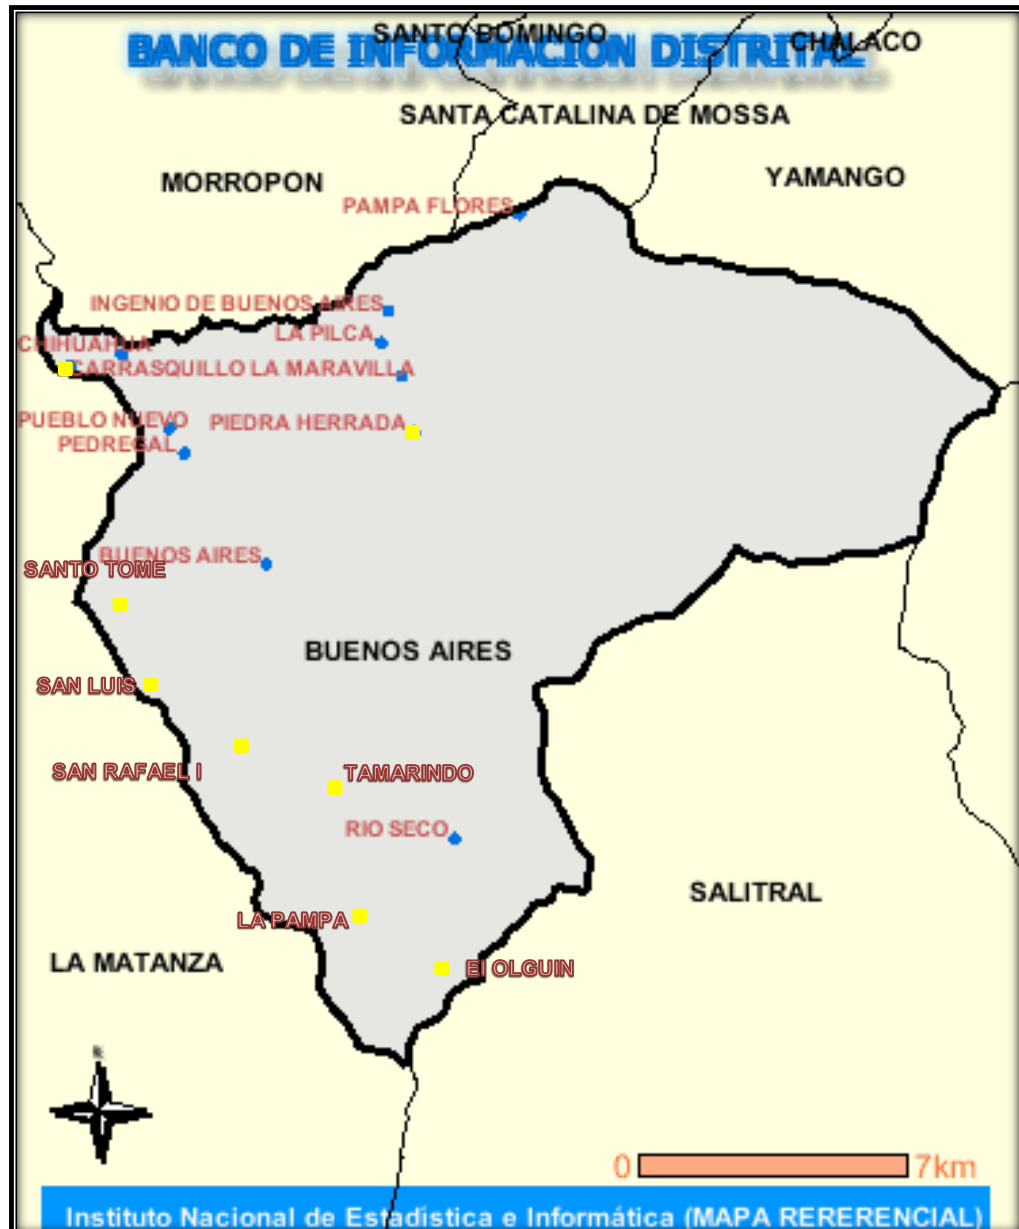 SANTO DOMINGO
CHALACO
BANCO DE INFORMACION DISTRITAL
SANTA CATALINA DE MOSSA
MORROPON
YAMANGO
PAMPA FLORES
INGENIO DE BUENOS AIRES
LA PILCA
CHIHUAHUA
CARRASQUILLO LA MARAVILLA
PUEBLO NUEVO
PIEDRA HERRADA
PEDREGAL
BUENOS AIRES
SANTO TOME
BUENOS AIRES
SAN LUIS
SAN RAFAEL I
TAMARINDO
RIO SECO
SALITRAL
LA PAMPA
LA MATANZA
El OLGUIN
0 7km
Instituto Nacional de Estadística e Informática (MAPA RERERENCIAL)